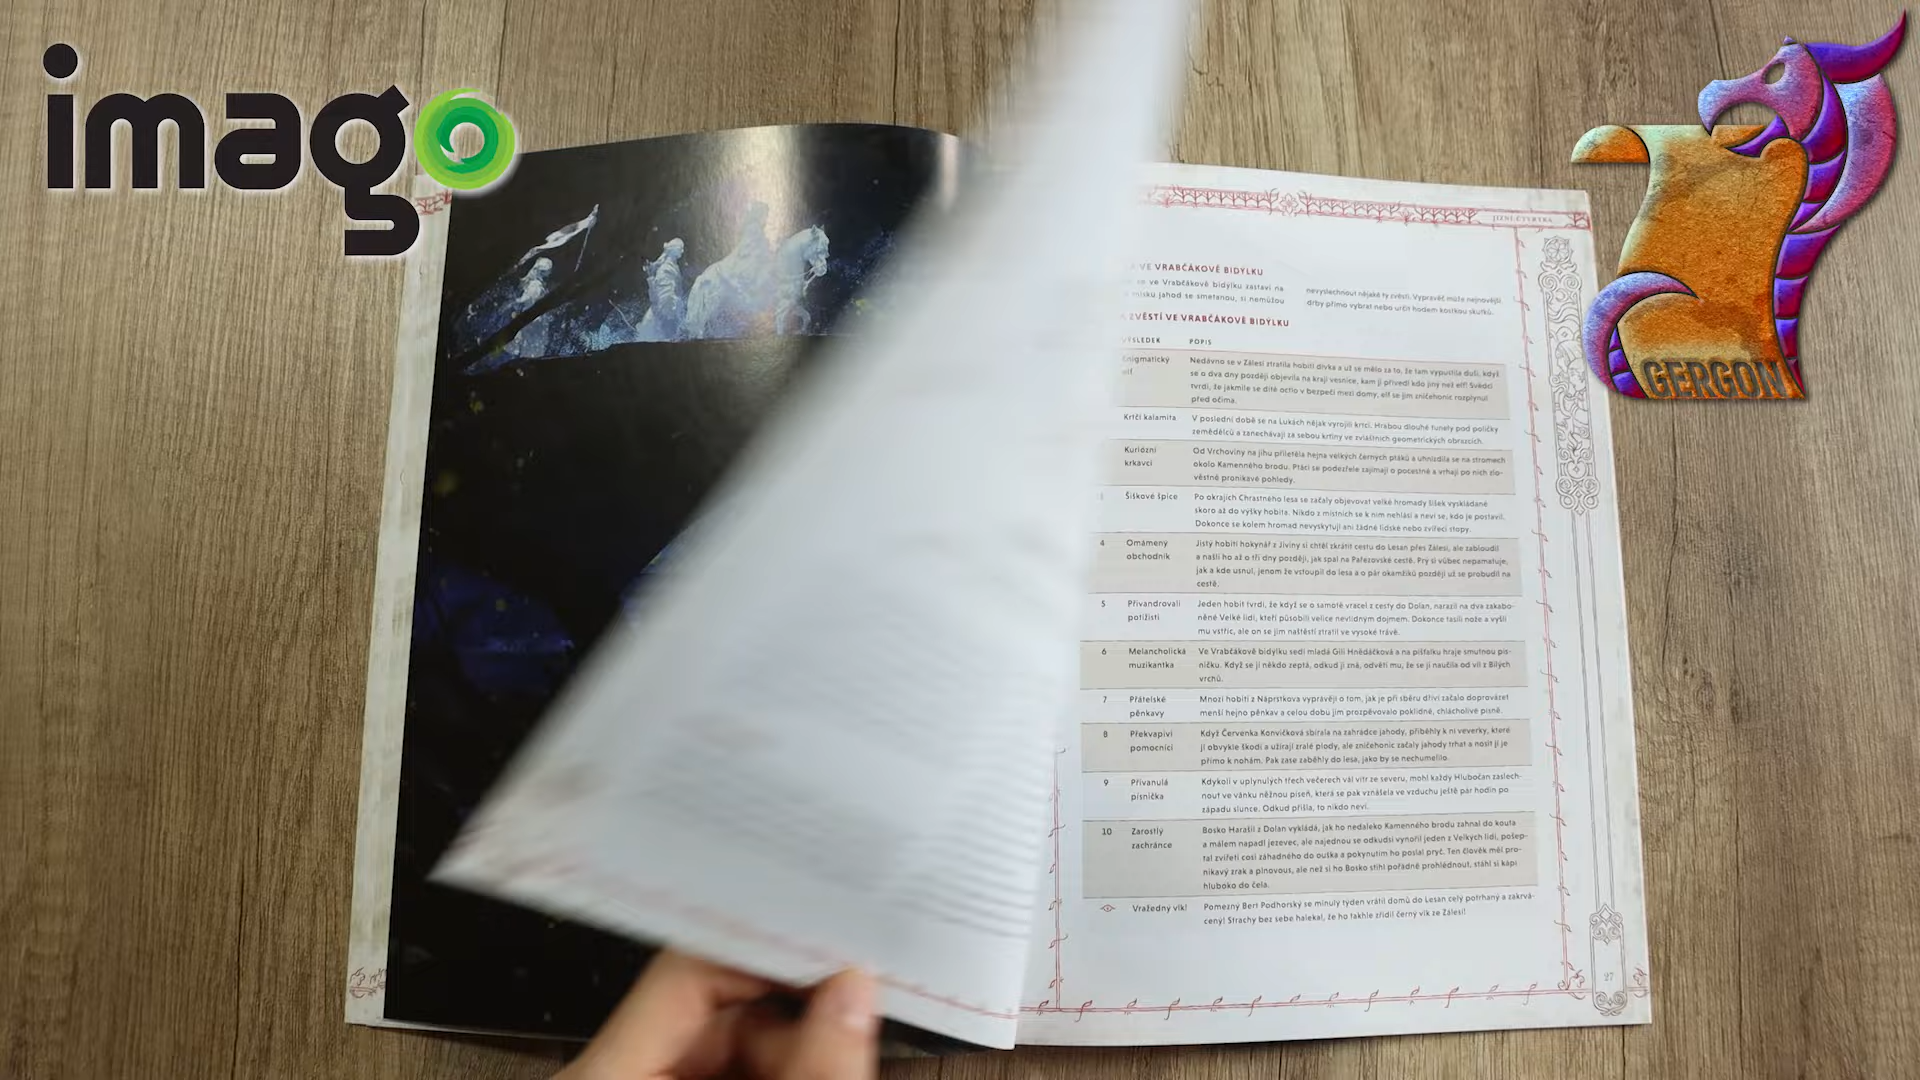 imago
GERGON
JIŽNÍ ČTVRTKA
VE VRABČÁKOVĚ BIDÝLKU
se ve Vrabčákově bidýlku zastaví na
misku jahod se smetanou, si nemůžou
nevyslechnout nějaké ty zvěsti. Vypravěč může nejnovější
drby přímo vybrat nebo určit hodem kostkou skutků.
ZVĚSTÍ VE VRABČÁKOVĚ BIDÝLKU
VÝSLEDEK POPIS
Enigmatický elf
Nedávno se v Zálesí ztratila hobití dívka a už se mělo za to, že tam vypustila duši, když
se o dva dny později objevila na kraji vesnice, kam ji přivedl kdo jiný než elf! Svědci
tvrdí, že jakmile se dítě octlo v bezpečí mezi domy, elf se jim zničehonic rozplynul
před očima.
Krtčí kalamita
V poslední době se na Lukách nějak vyrojili krtci. Hrabou dlouhé tunely pod políčky
zemědělců a zanechávají za sebou krtiny ve zvláštních geometrických obrazcích.
Kuriózní
krkavci
Od Vrchoviny na jihu přiletěla hejna velkých černých ptáků a uhnízdila se na stromech
okolo Kamenného brodu. Ptáci se podezřele zajímají o pocestné a vrhají po nich zlo-
věstně pronikavé pohledy.
3 Šiškové špice
Po okrajích Chrastného lesa se začaly objevovat velké hromady šišek vyskládané
skoro až do výšky hobita. Nikdo z místních se k nim nehlásí a neví se, kdo je postavil.
Dokonce se kolem hromad nevyskytují ani žádné lidské nebo zvířecí stopy.
4 Omámený
obchodník
Jistý hobití hokynář z Jiviny si chtěl zkrátit cestu do Lesan přes Zálesí, ale zabloudil
a našli ho až o tři dny později, jak spal na Pařezovské cestě. Prý si vůbec nepamatuje,
jak a kde usnul, jenom že vstoupil do lesa a o pár okamžiků později už se probudil na
cestě.
5 Přivandrovalí
potížisti
Jeden hobit tvrdí, že když se o samotě vracel z cesty do Dolan, narazil na dva zakabo-
něné Velké lidi, kteří působili velice nevlídným dojmem. Dokonce tasili nože a vyšli
mu vstříc, ale on se jim naštěstí ztratil ve vysoké trávě.
6 Melancholická
muzikantka
Ve Vrabčákově bidýlku sedí mladá Gili Hnědáčková a na píšťalku hraje smutnou pís-
ničku. Když se jí někdo zeptá, odkud ji zná, odvětí mu, že se ji naučila od víl z Bílých
vrchů.
7 Přátelské
pěnkavy
Mnozí hobiti z Náprstkova vyprávějí o tom, jak je při sběru dříví začalo doprovázet
menší hejno pěnkav a celou dobu jim prozpěvovalo poklidné, chlácholivé písně.
8 Překvapiví
pomocníci
Když Červenka Konvičková sbírala na zahrádce jahody, přiběhly k ní veverky, které
jí obvykle škodí a užírají zralé plody, ale zničehonic začaly jahody trhat a nosit jí je
přímo k nohám. Pak zase zaběhly do lesa, jako by se nechumelilo.
9 Přivanulá
písnička
Kdykoli v uplynulých třech večerech vál vítr ze severu, mohl každý Hlubočan zaslech-
nout ve vánku něžnou píseň, která se pak vznášela ve vzduchu ještě pár hodin po
západu slunce. Odkud přišla, to nikdo neví.
10 Zarostlý
zachránce
Bosko Harašil z Dolan vykládá, jak ho nedaleko Kamenného brodu zahnal do kouta
a málem napadl jezevec, ale najednou se odkudsi vynořil jeden z Velkých lidí, pošep-
tal zvířeti cosi záhadného do ouška a pokynutím ho poslal pryč. Ten člověk měl pro-
nikavý zrak a plnovous, ale než si ho Bosko stihl pořádně prohlédnout, stáhl si kápi
hluboko do čela.
Vražedný vlk!
Pomezný Bert Podhorský se minulý týden vrátil domů do Lesan celý potrhaný a zakrvá-
cený! Strachy bez sebe halekal, že ho takhle zřídil černý vlk ze Zálesí!
27